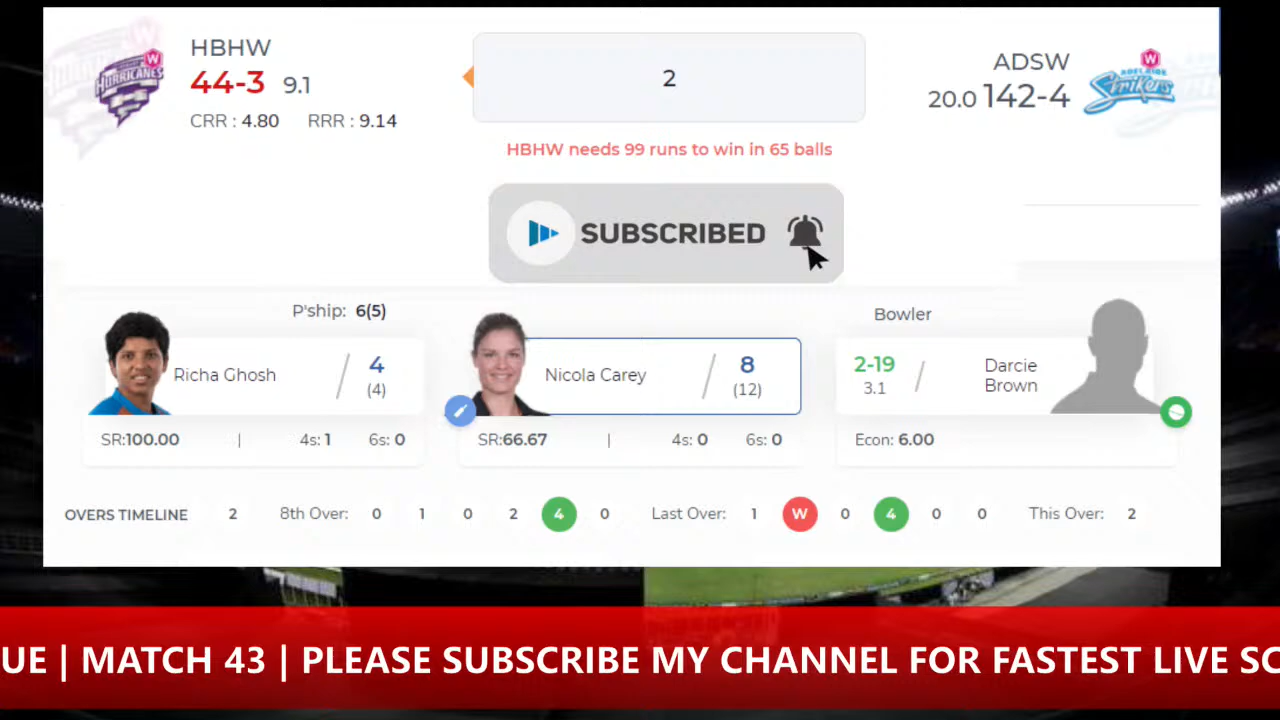 HBHW
44-3 9.1
CRR : 4.80 RRR : 9.14
HURRICANES
W
2
HBHW needs 99 runs to win in 65 balls
ADSW
20.0 142-4
W
ADELAIDE
Strikers
SUBSCRIBED
P'ship: 6(5)
Richa Ghosh / 4
(4)
SR:100.00 | 4s: 1 6s: 0
Nicola Carey / 8
(12)
SR:66.67 | 4s: 0 6s: 0
Bowler
2-19 / Darcie
3.1 Brown
Econ: 6.00
OVERS TIMELINE 2 8th Over: 0 1 0 2 4 0 Last Over: 1 W 0 4 0 0 This Over: 2
UE | MATCH 43 | PLEASE SUBSCRIBE MY CHANNEL FOR FASTEST LIVE SC